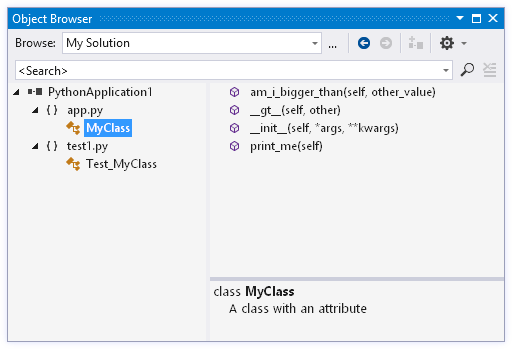 Object Browser
Browse: My Solution ...
<Search>
PythonApplication1
{ } app.py
MyClass
{ } test1.py
Test_MyClass
am_i_bigger_than(self, other_value)
__gt__(self, other)
__init__(self, *args, **kwargs)
print_me(self)
class MyClass
A class with an attribute